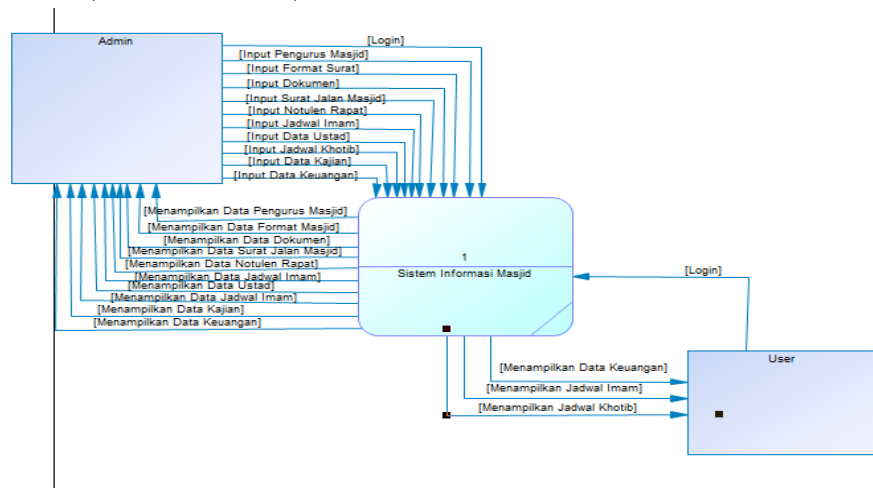 Admin
[Login]
[Input Pengurus Masjid]
[Input Format Surat]
[Input Dokumen]
[Input Surat Jalan Masjid]
[Input Notulen Rapat]
[Input Jadwal Imam]
[Input Data Ustad]
[Input Jadwal Khotib]
[Input Data Kajian]
[Input Data Keuangan]
[Menampilkan Data Pengurus Masjid]
[Menampilkan Data Format Masjid]
[Menampilkan Data Dokumen]
[Menampilkan Data Surat Jalan Masjid]
[Menampilkan Data Notulen Rapat]
[Menampilkan Data Jadwal Imam]
[Menampilkan Data Ustad]
[Menampilkan Data Jadwal Imam]
[Menampilkan Data Kajian]
[Menampilkan Data Keuangan]
1
Sistem Informasi Masjid
[Login]
User
[Menampilkan Data Keuangan]
[Menampilkan Jadwal Imam]
[Menampilkan Jadwal Khotib]